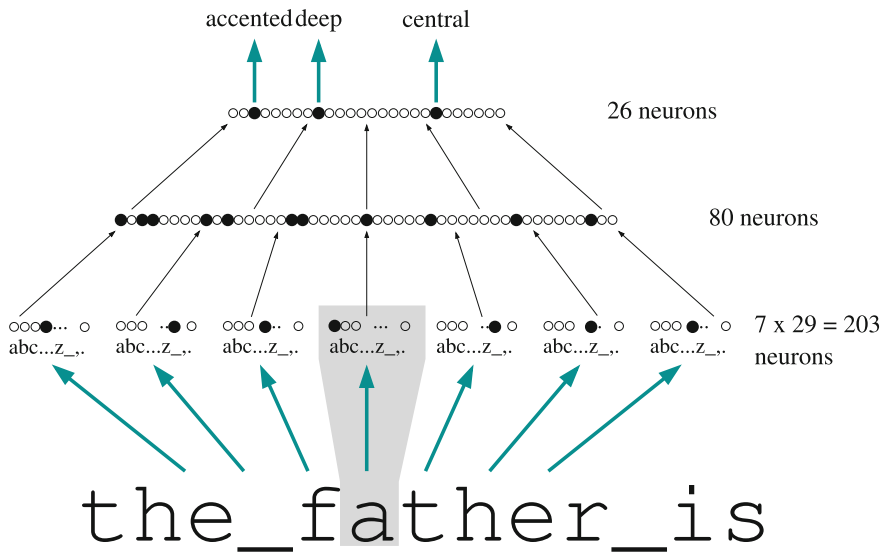 accented deep central
26 neurons
80 neurons
7 x 29 = 203
neurons
abc...z_,. abc...z_,. abc...z_,. abc...z_,. abc...z_,. abc...z_,. abc...z_,.
the_father_is